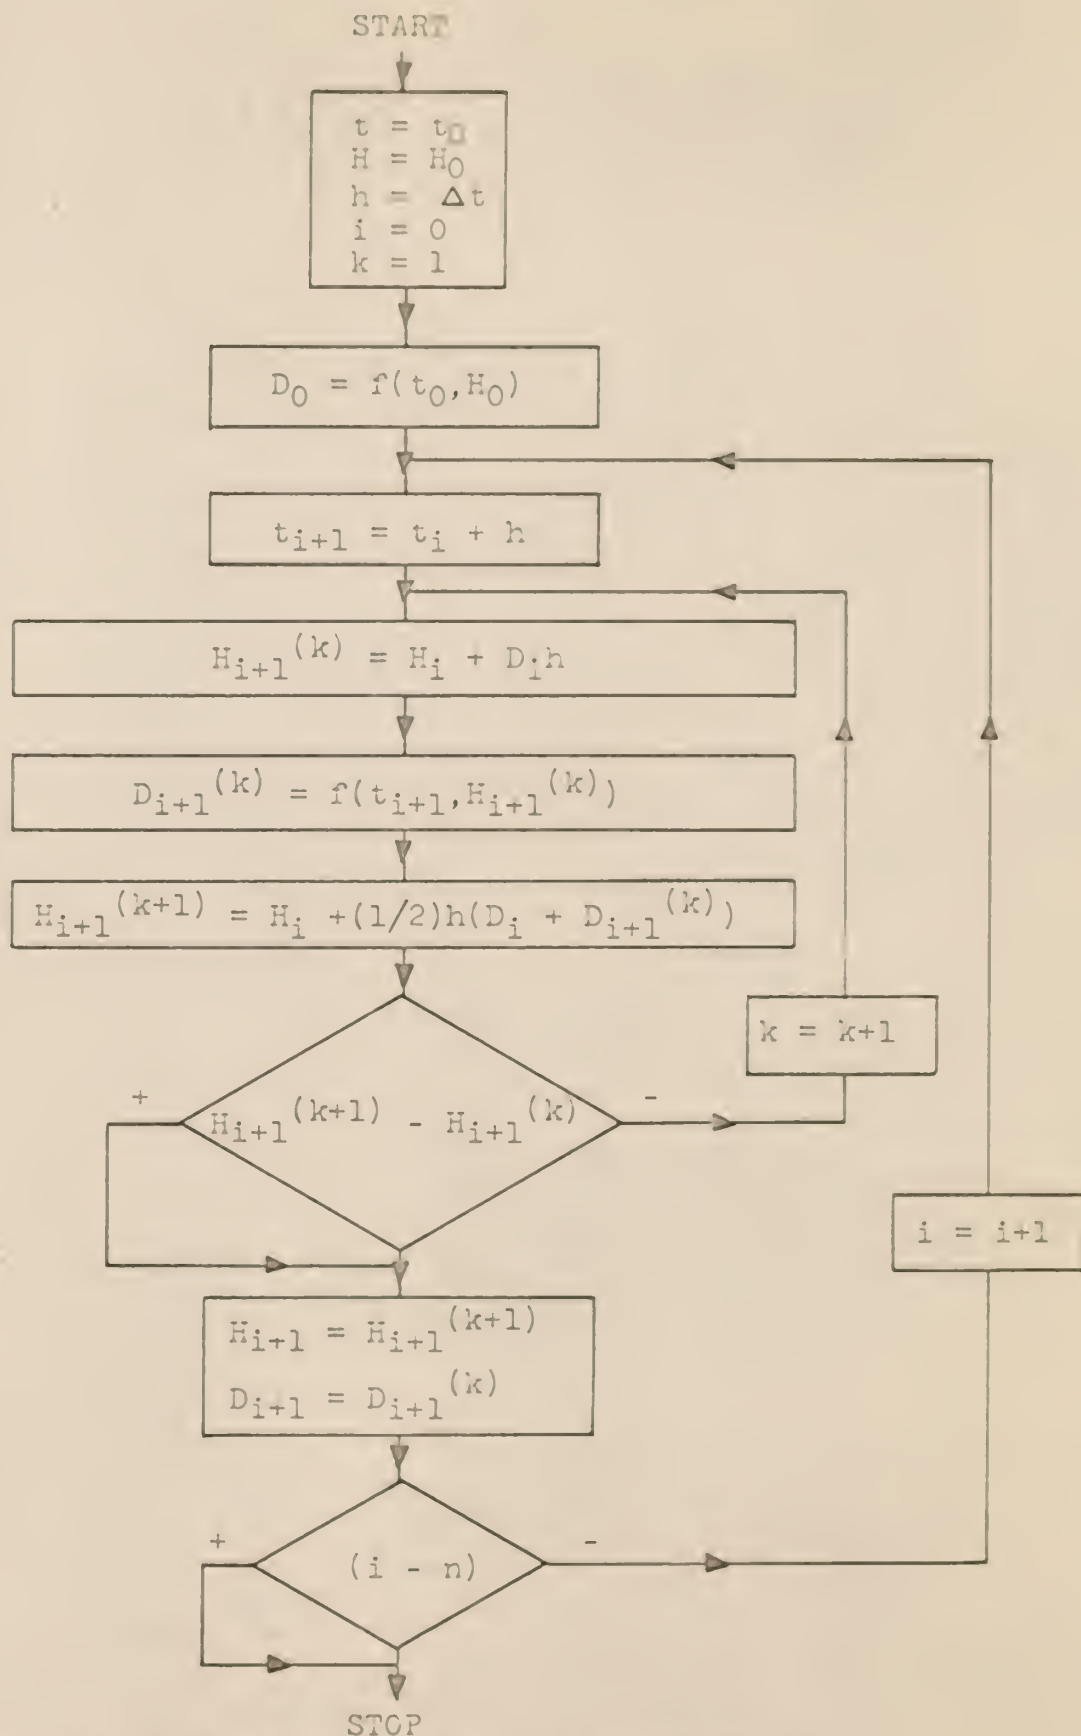 START
t = t₀
H = H₀
h = Δt
i = 0
k = 1
D₀ = f(t₀,H₀)
tᵢ₊₁ = tᵢ + h
Hᵢ₊₁⁽ᵏ⁾ = Hᵢ + Dᵢh
Dᵢ₊₁⁽ᵏ⁾ = f(tᵢ₊₁,Hᵢ₊₁⁽ᵏ⁾)
Hᵢ₊₁⁽ᵏ⁺¹⁾ = Hᵢ +(1/2)h(Dᵢ + Dᵢ₊₁⁽ᵏ⁾)
k = k+1
+
Hᵢ₊₁⁽ᵏ⁺¹⁾ - Hᵢ₊₁⁽ᵏ⁾
-
i = i+1
Hᵢ₊₁ = Hᵢ₊₁⁽ᵏ⁺¹⁾
Dᵢ₊₁ = Dᵢ₊₁⁽ᵏ⁾
+
(i - n)
-
STOP